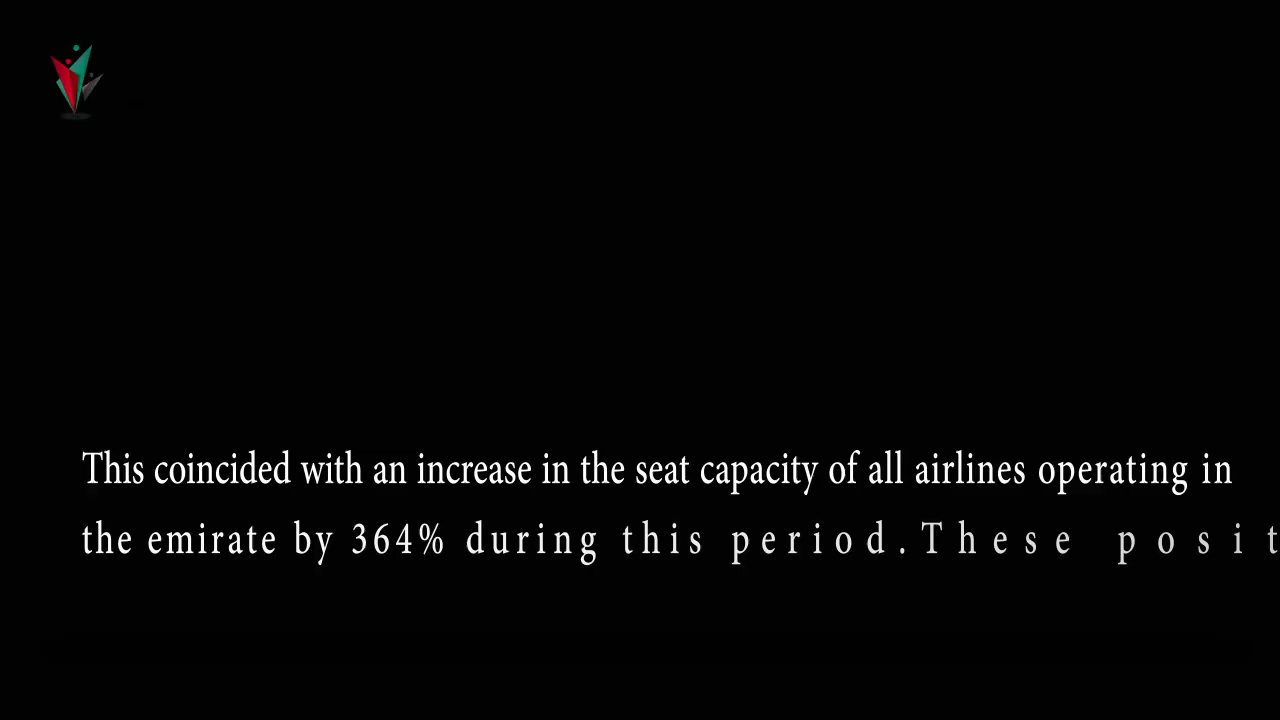 This coincided with an increase in the seat capacity of all airlines operating in
the emirate by 364% during this period.These posit